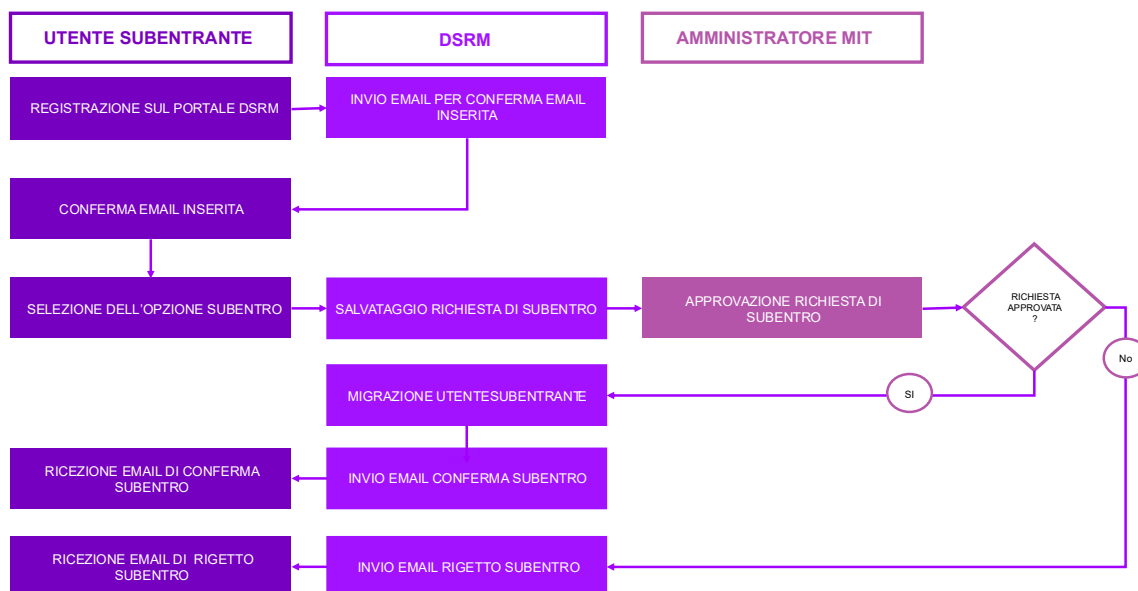 UTENTE SUBENTRANTE
DSRM
AMMINISTRATORE MIT
REGISTRAZIONE SUL PORTALE DSRM
INVIO EMAIL PER CONFERMA EMAIL
INSERITA
CONFERMA EMAIL INSERITA
SELEZIONE DELL'OPZIONE SUBENTRO
SALVATAGGIO RICHIESTA DI SUBENTRO
APPROVAZIONE RICHIESTA DI
SUBENTRO
RICHIESTA
APPROVATA
?
No
SI
MIGRAZIONE UTENTE SUBENTRANTE
RICEZIONE EMAIL DI CONFERMA
SUBENTRO
INVIO EMAIL CONFERMA SUBENTRO
RICEZIONE EMAIL DI RIGETTO
SUBENTRO
INVIO EMAIL RIGETTO SUBENTRO